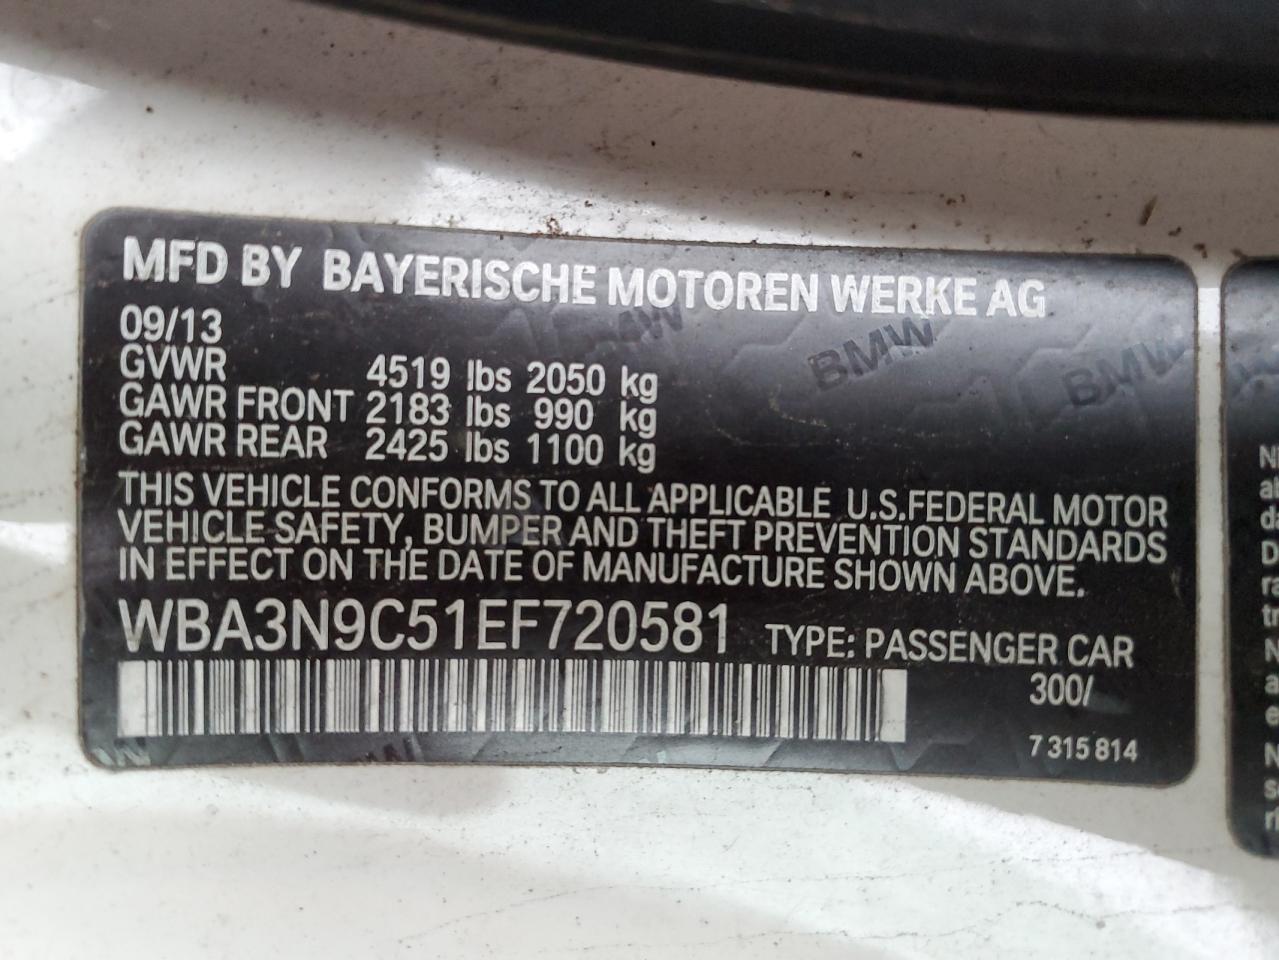 MFD BY BAYERISCHE MOTOREN WERKE AG
09/13
GVWR 4519 lbs 2050 kg
GAWR FRONT 2183 lbs 990 kg
GAWR REAR 2425 lbs 1100 kg
THIS VEHICLE CONFORMS TO ALL APPLICABLE U.S.FEDERAL MOTOR
VEHICLE SAFETY, BUMPER AND THEFT PREVENTION STANDARDS
IN EFFECT ON THE DATE OF MANUFACTURE SHOWN ABOVE.
WBA3N9C51EF720581 TYPE: PASSENGER CAR
300/
7 315 814
BMW
BMW
BMW